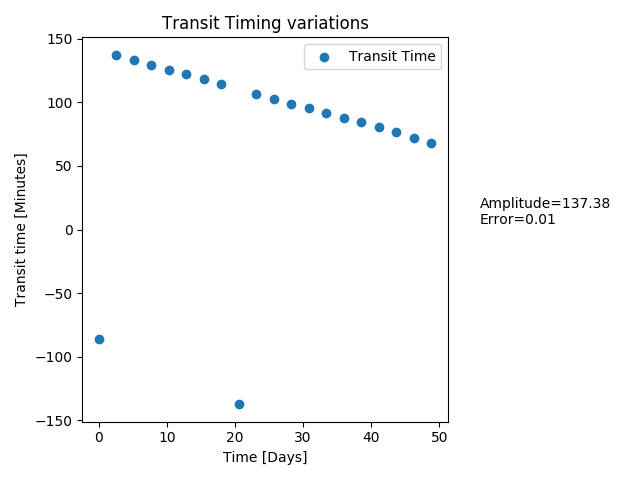 Transit Timing variations
Transit Time
150
100
50
0
−50
−100
−150
Transit time [Minutes]
0 10 20 30 40 50
Time [Days]
Amplitude=137.38
Error=0.01